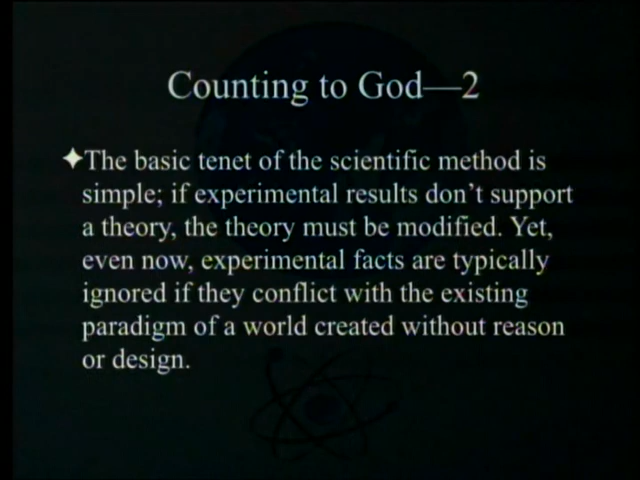 Counting to God—2
✦The basic tenet of the scientific method is
simple; if experimental results don't support
a theory, the theory must be modified. Yet,
even now, experimental facts are typically
ignored if they conflict with the existing
paradigm of a world created without reason
or design.